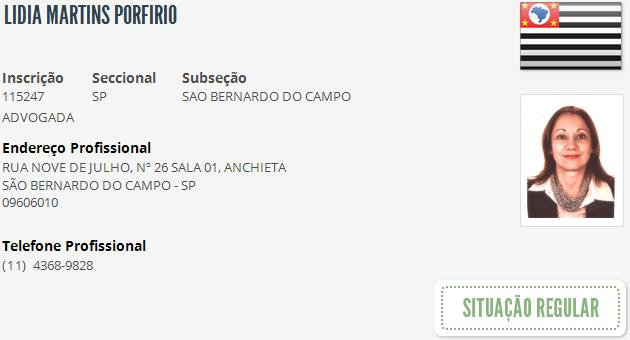 LIDIA MARTINS PORFIRIO
Inscrição Seccional Subseção
115247 SP SAO BERNARDO DO CAMPO
ADVOGADA
Endereço Profissional
RUA NOVE DE JULHO, Nº 26 SALA 01, ANCHIETA
SÃO BERNARDO DO CAMPO - SP
09606010
Telefone Profissional
(11) 4368-9828
SITUAÇÃO REGULAR